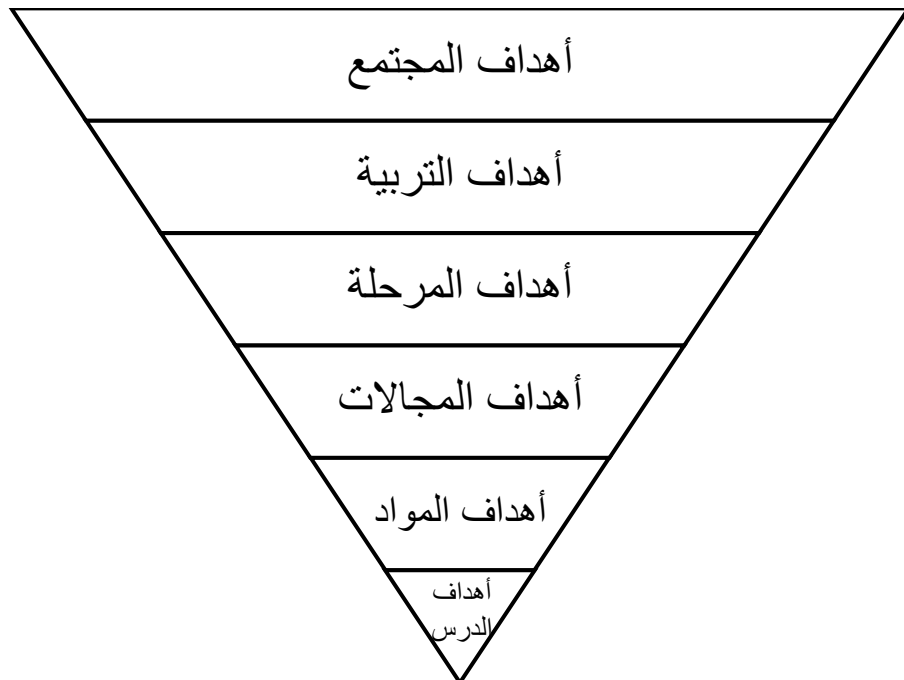 أهداف المجتمع
أهداف التربية
أهداف المرحلة
أهداف المجالات
أهداف المواد
أهداف
الدرس